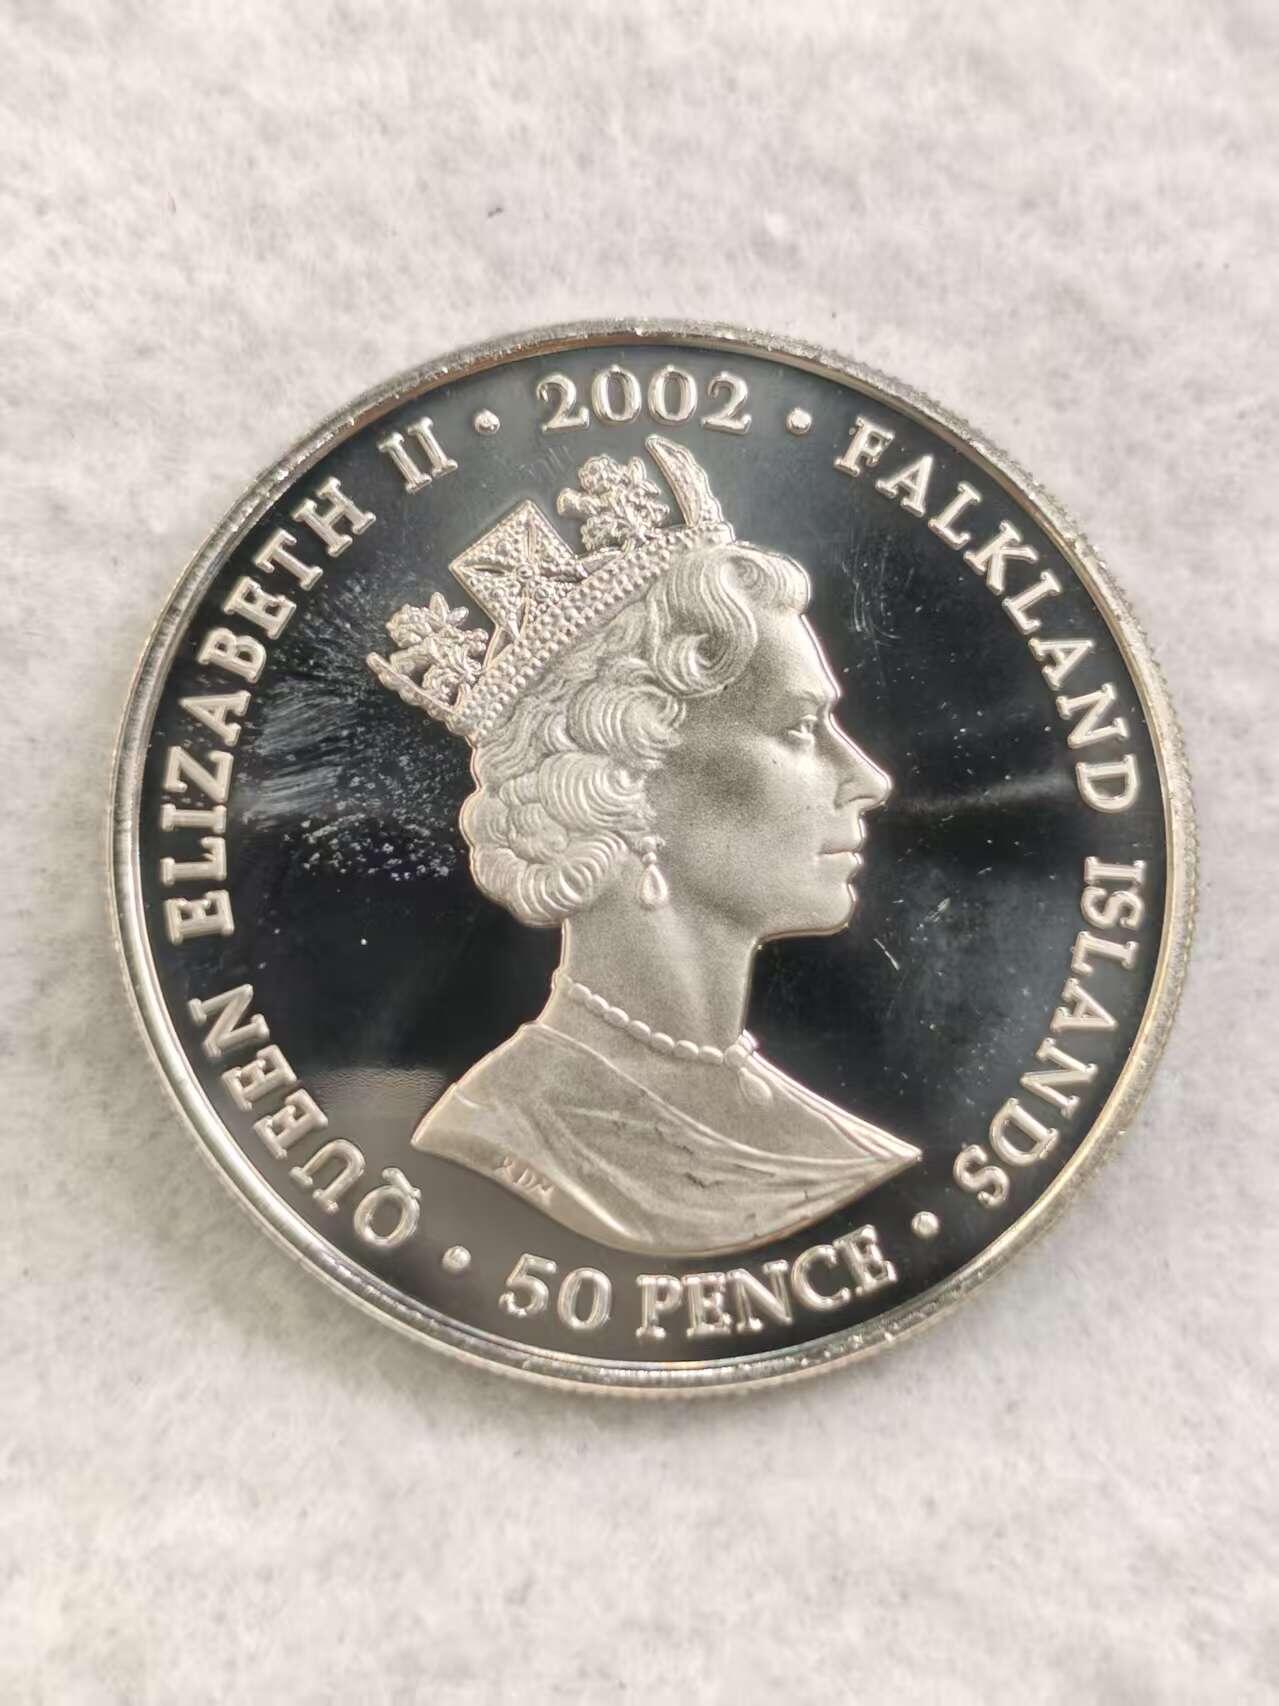 QUEEN ELIZABETH II · 2002 · FALKLAND ISLANDS
· 50 PENCE ·
RDM